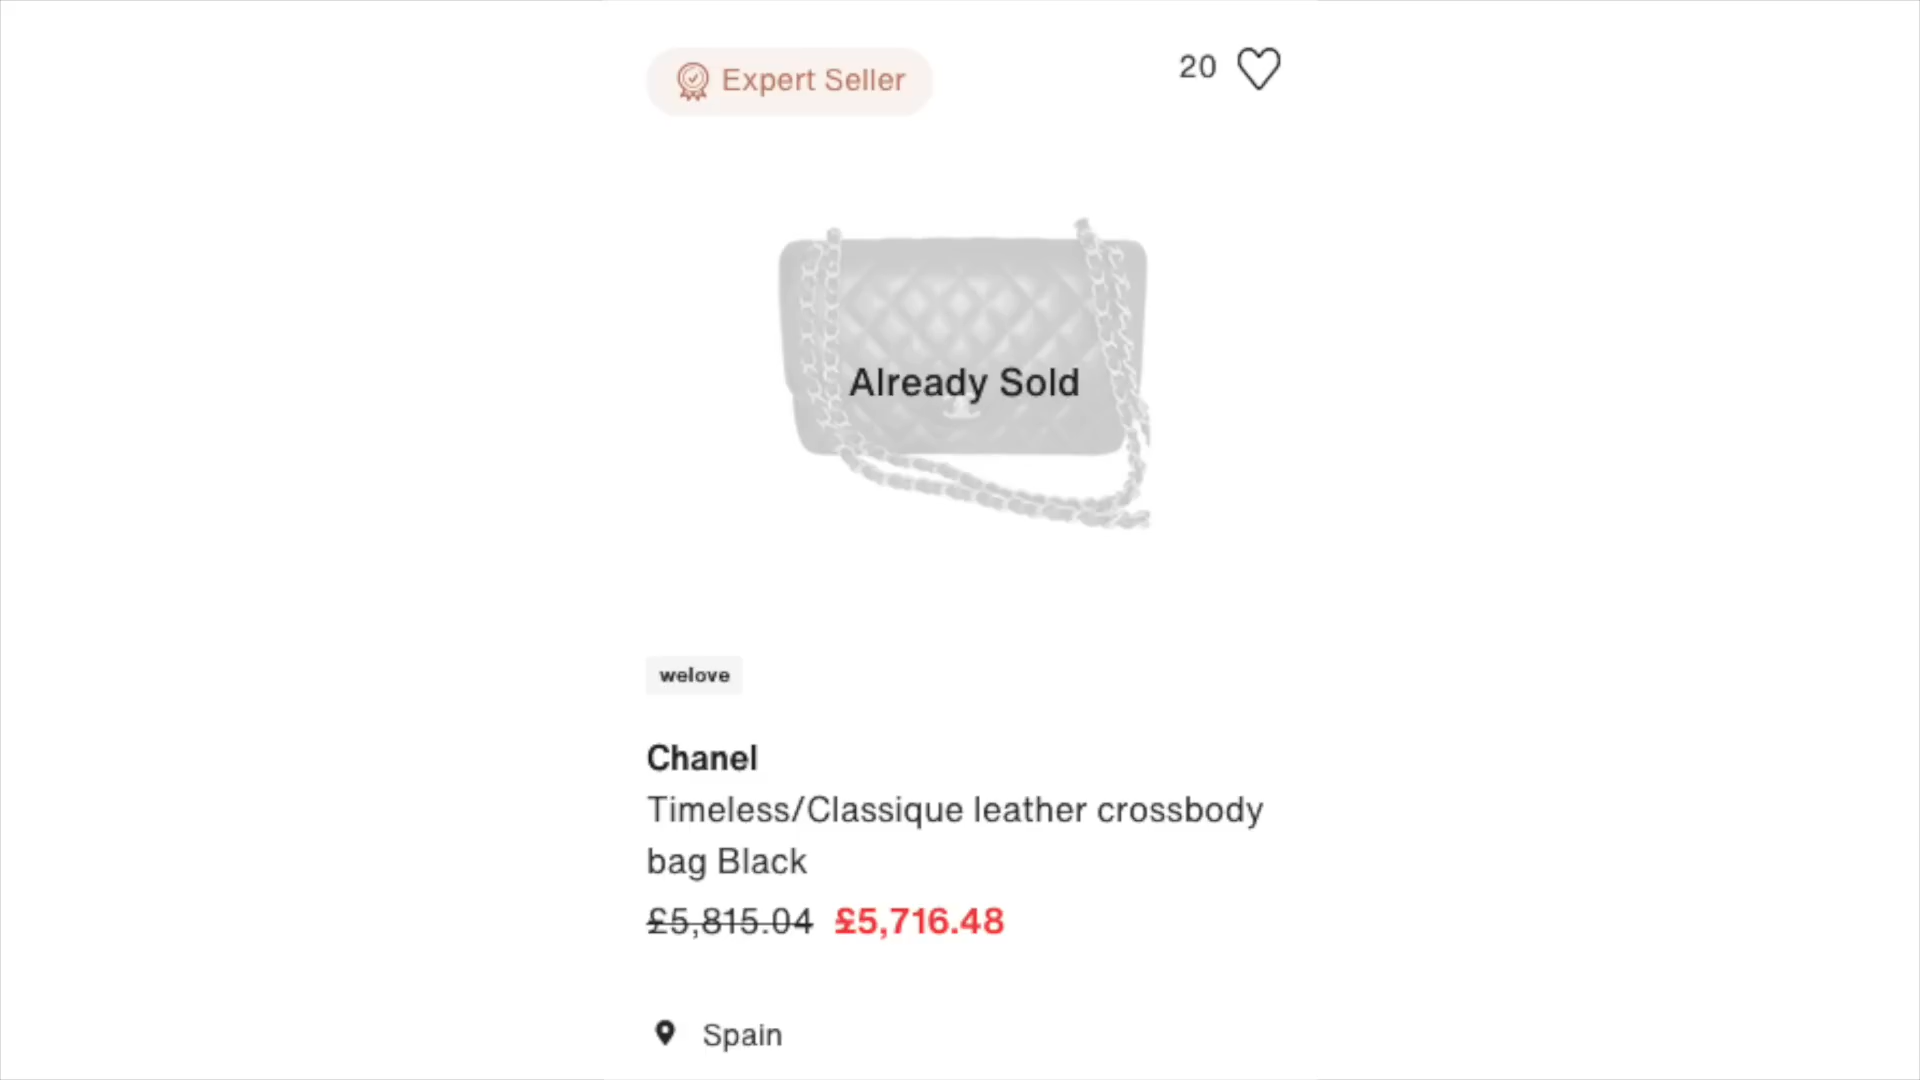 Expert Seller
20
Already Sold
welove
Chanel
Timeless/Classique leather crossbody
bag Black
£5,815.04 £5,716.48
Spain